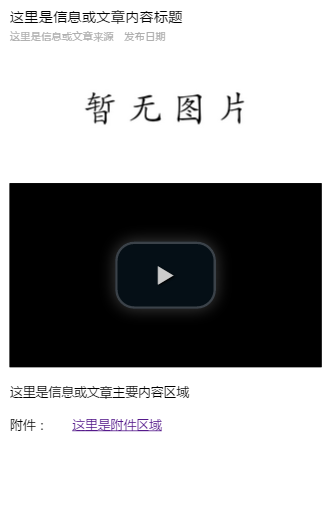 这里是信息或文章内容标题
这里是信息或文章来源 发布日期
暂无图片
这里是信息或文章主要内容区域
附件： 这里是附件区域